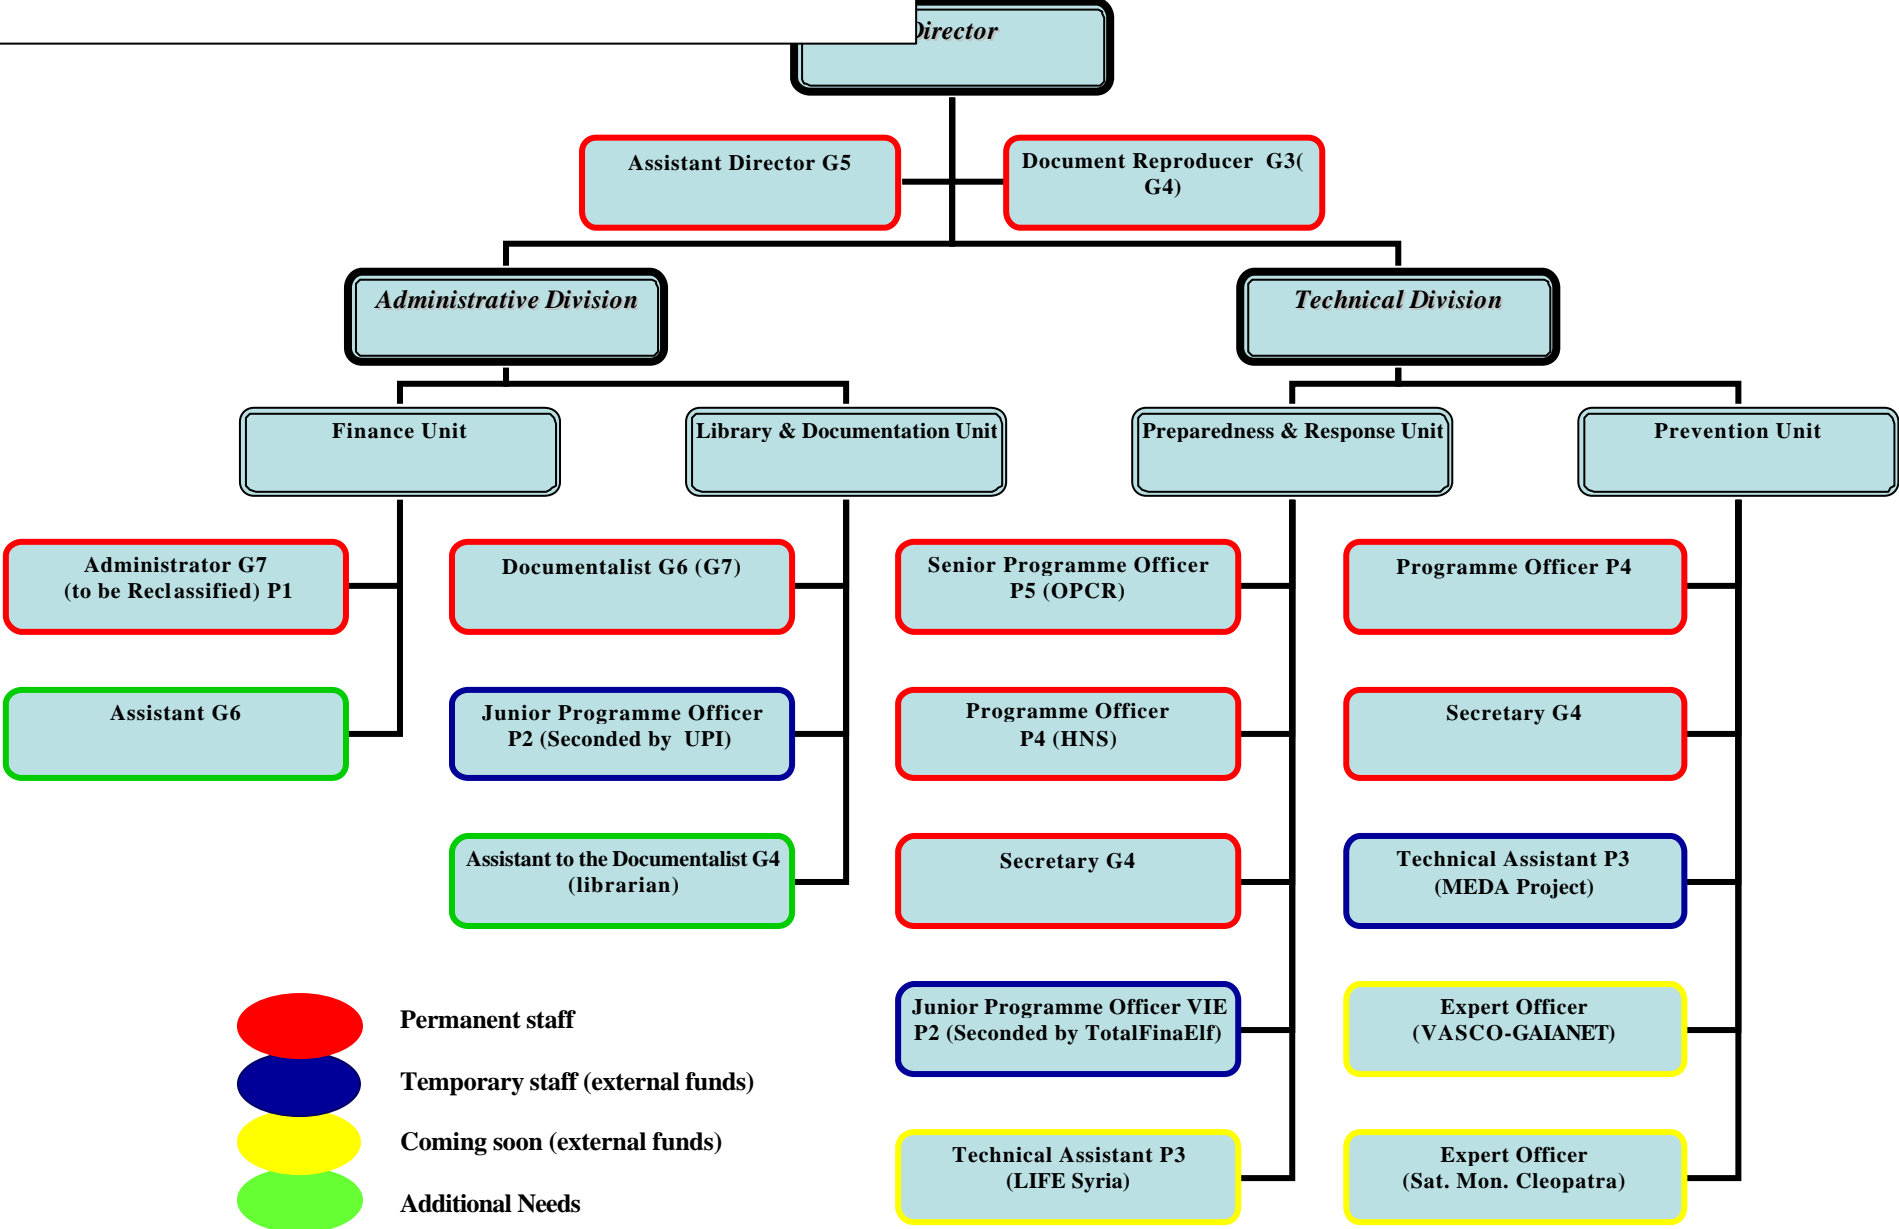 Director
Assistant Director G5
Document Reproducer G3(
G4)
Administrative Division
Technical Division
Finance Unit
Library & Documentation Unit
Preparedness & Response Unit
Prevention Unit
Administrator G7
(to be Reclassified) P1
Documentalist G6 (G7)
Senior Programme Officer
P5 (OPCR)
Programme Officer P4
Assistant G6
Junior Programme Officer
P2 (Seconded by UPI)
Programme Officer
P4 (HNS)
Secretary G4
Assistant to the Documentalist G4
(librarian)
Secretary G4
Technical Assistant P3
(MEDA Project)
Junior Programme Officer VIE
P2 (Seconded by TotalFinaElf)
Expert Officer
(VASCO-GAIANET)
Technical Assistant P3
(LIFE Syria)
Expert Officer
(Sat. Mon. Cleopatra)
Permanent staff
Temporary staff (external funds)
Coming soon (external funds)
Additional Needs